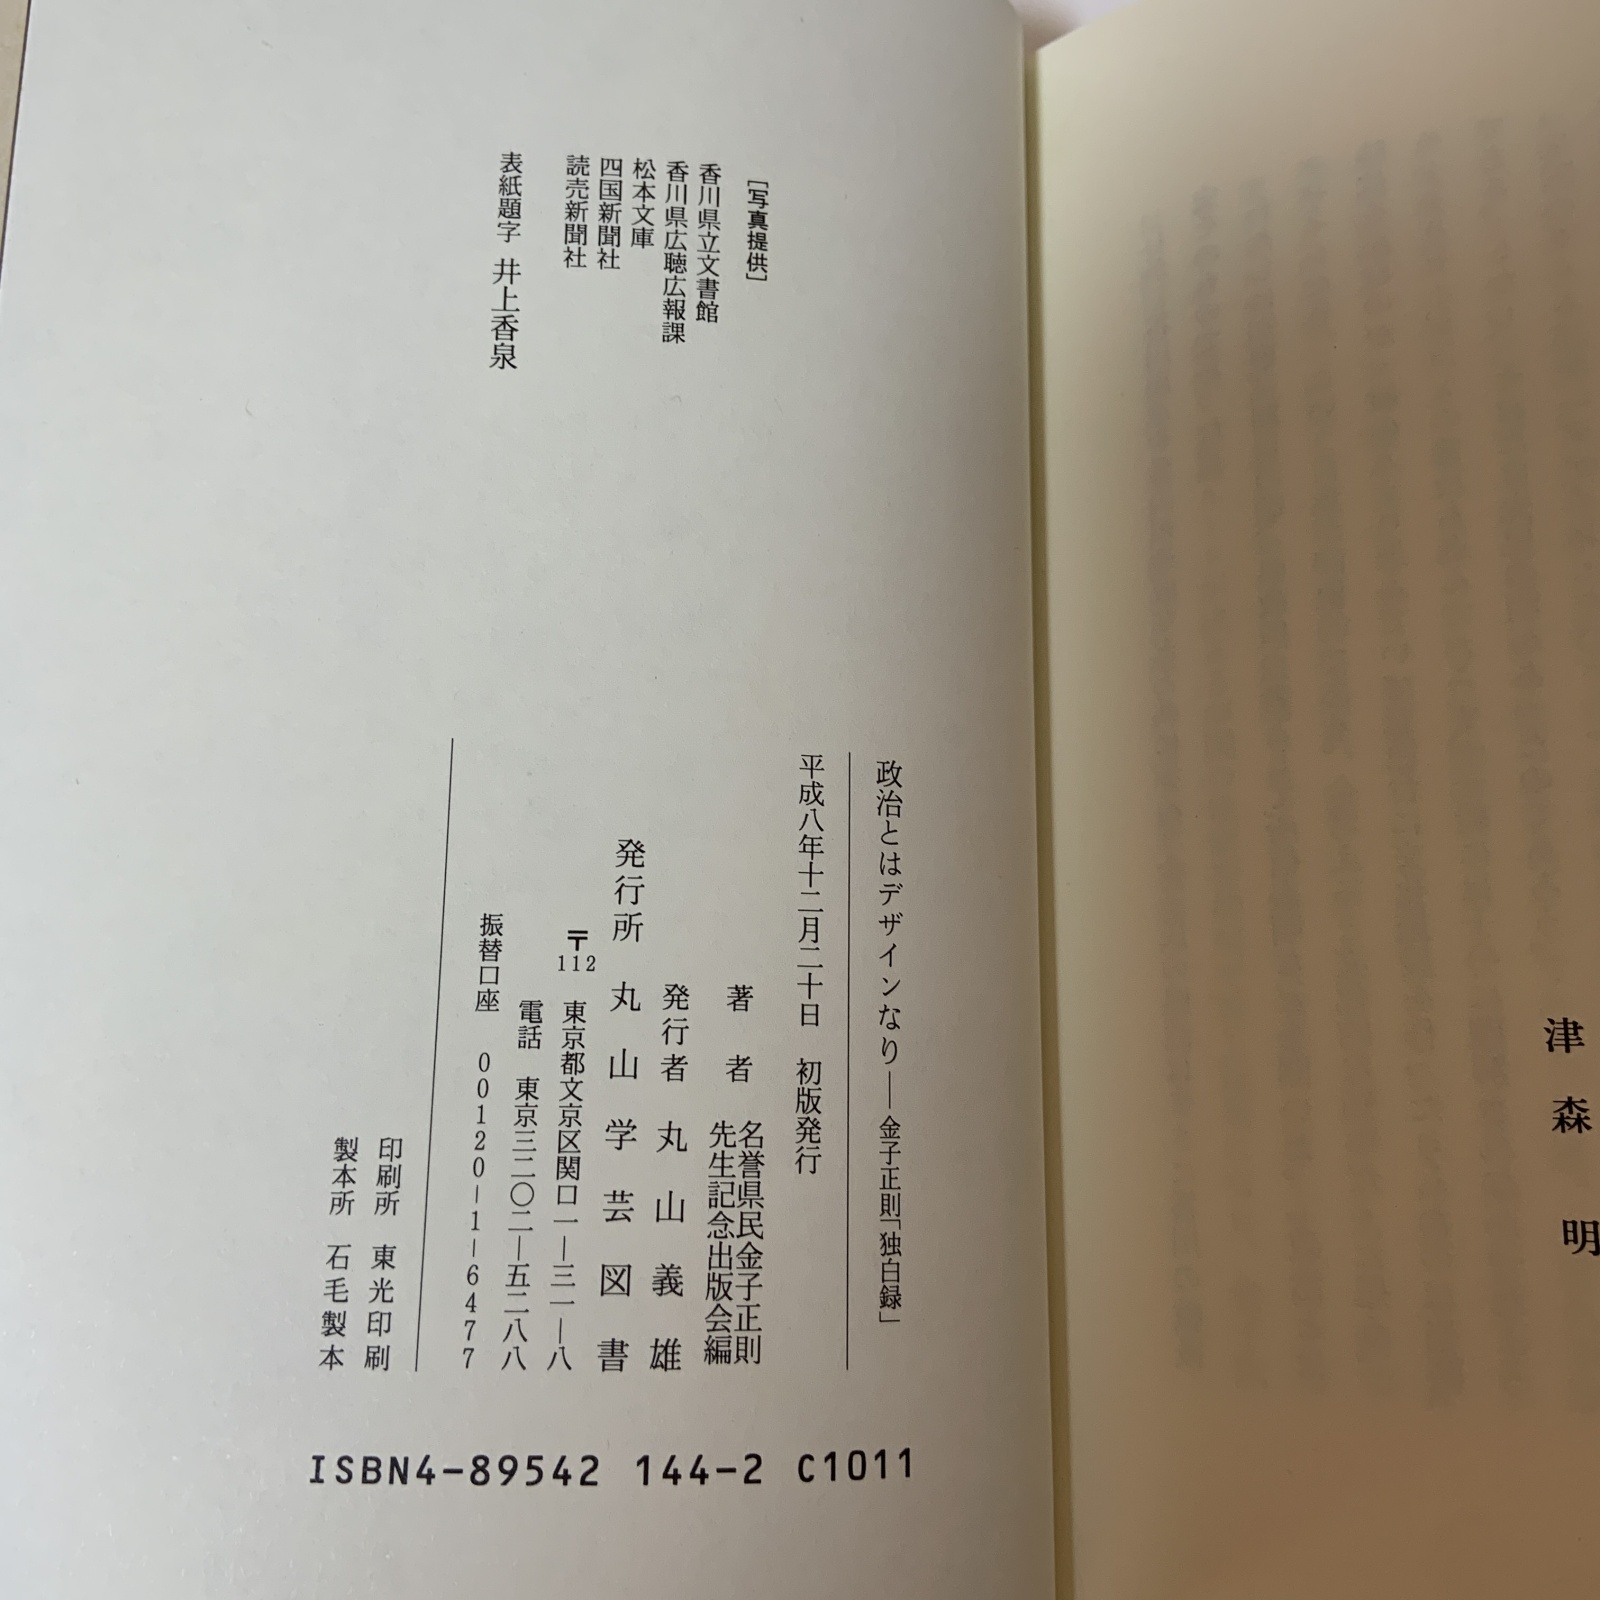 津森 明
［写真提供］
香川県立文書館
香川県広聴広報課
松本文庫
四国新聞社
読売新聞社
表紙題字 井上香泉
政治とはデザインなり―金子正則「独白録」
平成八年十二月二十日 初版発行
著者 名誉県民金子正則
先生記念出版会編
発行者 丸山義雄
発行所 丸山学芸図書
〒112 東京都文京区関口一―三一―八
電話 東京三二〇二―五二八八
振替口座 00120-1-6477
印刷所 東光印刷
製本所 石毛製本
ISBN4-89542 144-2 C1011